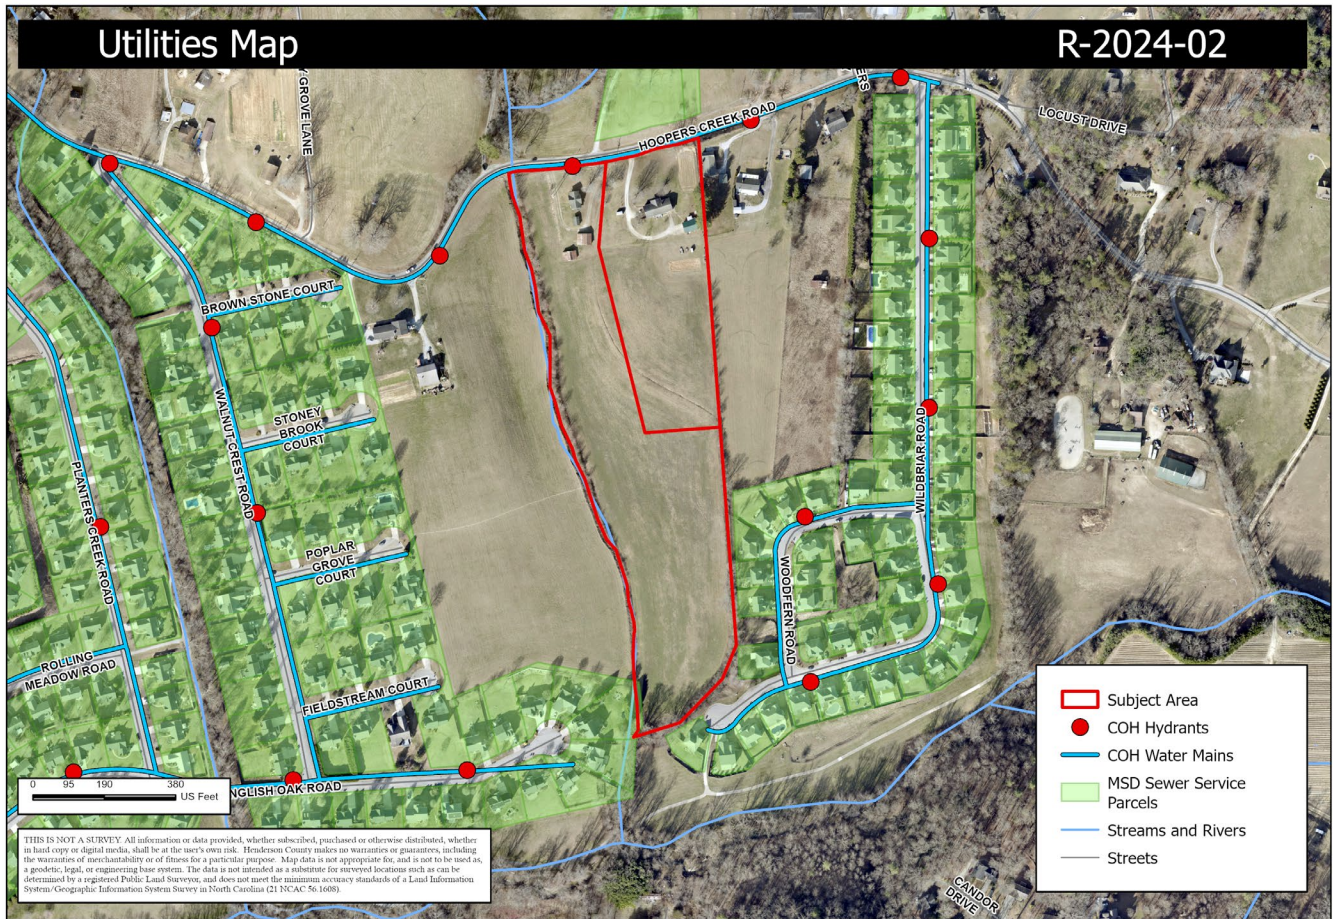 Utilities Map
R-2024-02
GROVE LANE
HOOPERS CREEK ROAD
LOCUST DRIVE
BROWN STONE COURT
WALNUT CREST ROAD
STONEY
BROOK
COURT
PLANTERS CREEK ROAD
POPLAR
GROVE
COURT
WILDBRIAR ROAD
WOODFERN ROAD
ROLLING
MEADOW ROAD
FIELDSTREAM COURT
NGLISH OAK ROAD
CANDOR
DRIVE
0 95 190 380
US Feet
Subject Area
COH Hydrants
COH Water Mains
MSD Sewer Service
Parcels
Streams and Rivers
Streets
THIS IS NOT A SURVEY. All information or data provided, whether subscribed, purchased or otherwise distributed, whether
in hard copy or digital media, shall be at the user's own risk. Henderson County makes no warranties or guarantees, including
the warranties of merchantability or of fitness for a particular purpose. Map data is not appropriate for, and is not to be used as,
a geodetic, legal, or engineering base system. The data is not intended as a substitute for surveyed locations such as can be
determined by a registered Public Land Surveyor, and does not meet the minimum accuracy standards of a Land Information
System/Geographic Information System Survey in North Carolina (21 NCAC 56.1608).